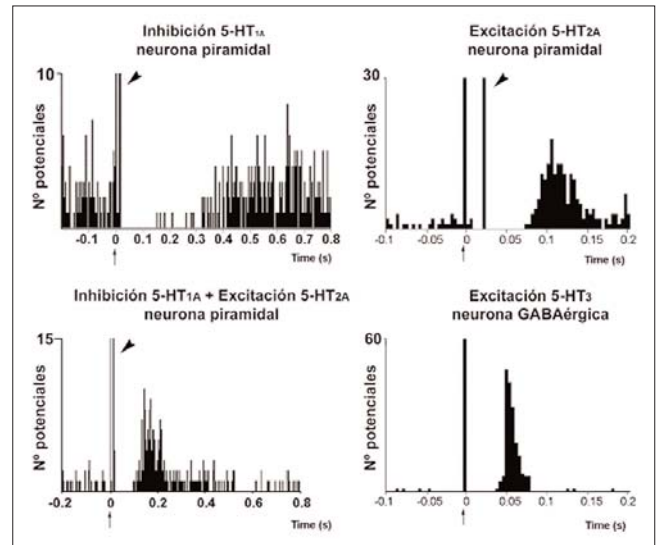 Inhibición 5-HT1A
neurona piramidal
10
Nº potenciales
-0.1 0 0.1 0.2 0.3 0.4 0.5 0.6 0.7 0.8
Time (s)
Excitación 5-HT2A
neurona piramidal
30
Nº potenciales
-0.1 -0.05 0 0.05 0.1 0.15 0.2
Time (s)
Inhibición 5-HT1A + Excitación 5-HT2A
neurona piramidal
15
Nº potenciales
-0.2 0 0.2 0.4 0.6 0.8
Time (s)
Excitación 5-HT3
neurona GABAérgica
60
Nº potenciales
-0.1 -0.05 0 0.05 0.1 0.15 0.2
Time (s)